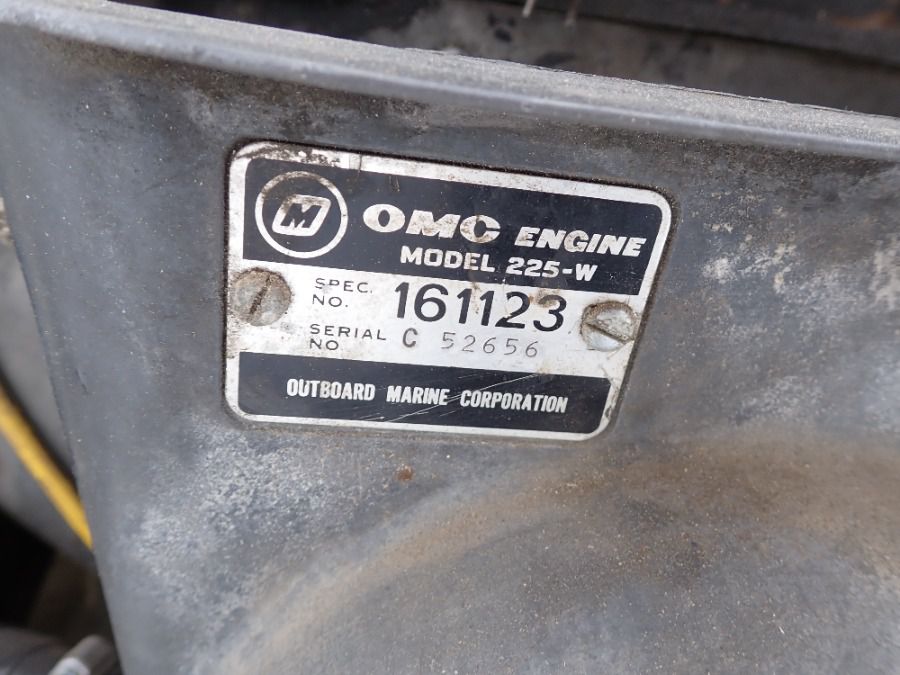 M OMC ENGINE
MODEL 225-W
SPEC. NO. 161123
SERIAL NO C 52656
OUTBOARD MARINE CORPORATION